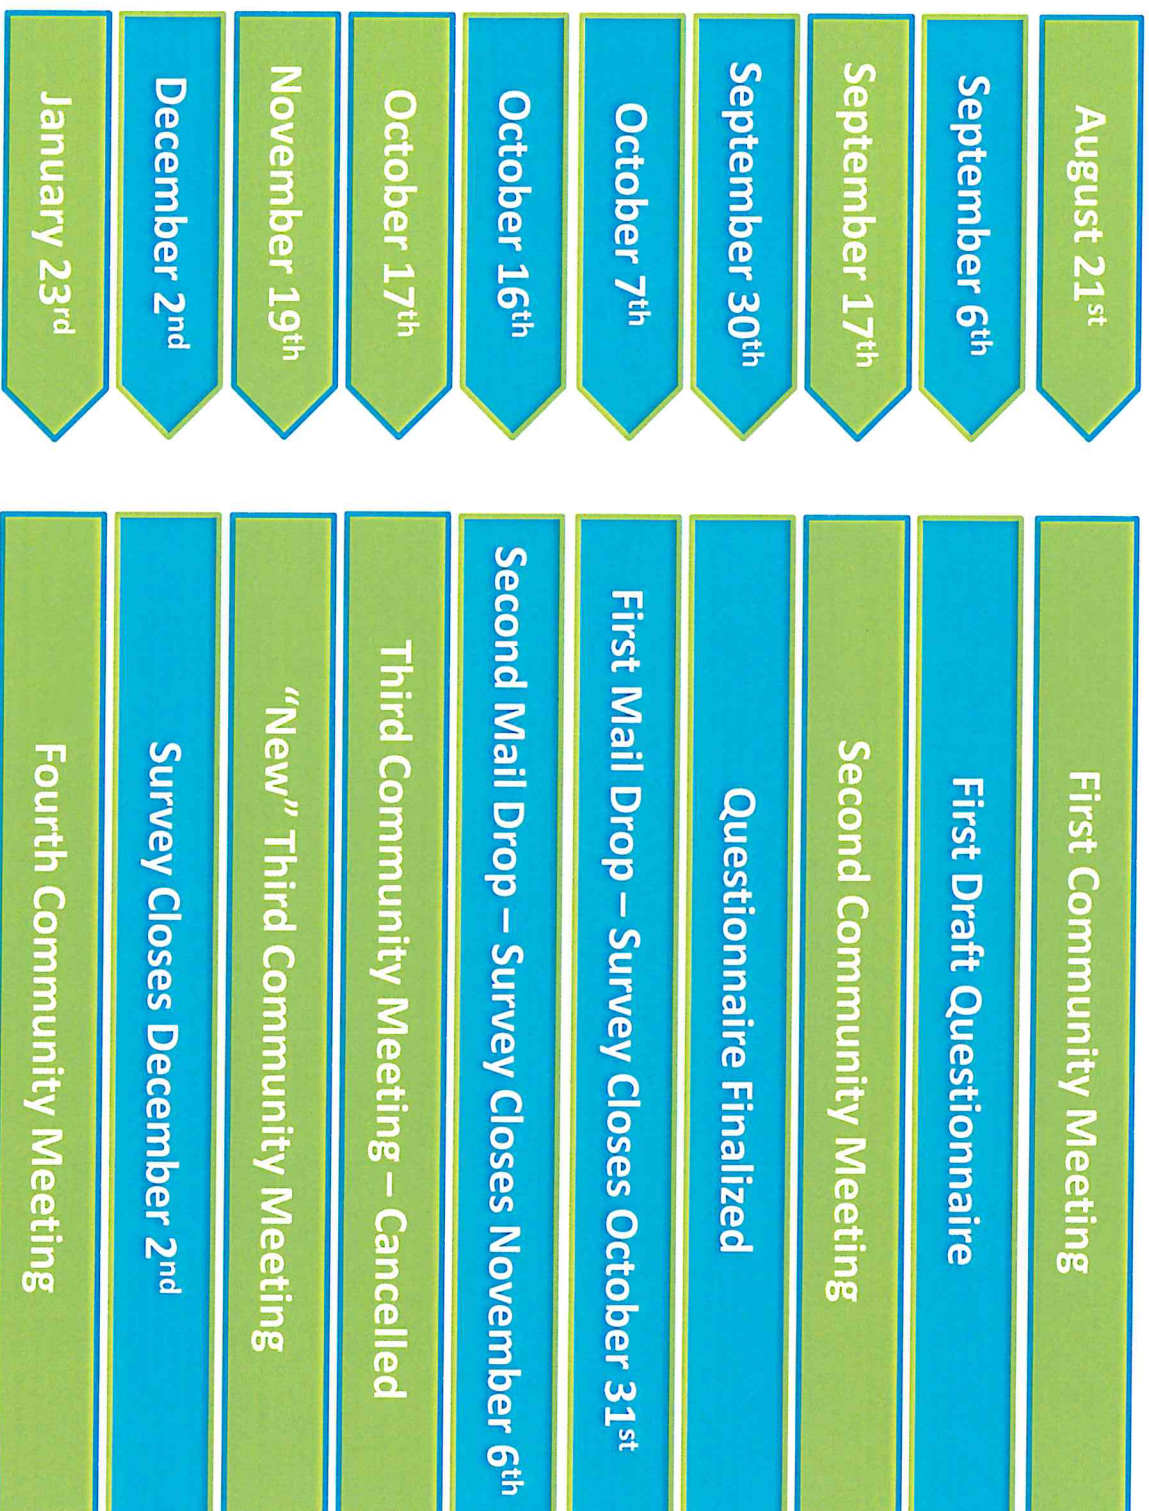 August 21st
First Community Meeting
September 6th
First Draft Questionnaire
September 17th
Second Community Meeting
September 30th
Questionnaire Finalized
October 7th
First Mail Drop – Survey Closes October 31st
October 16th
Second Mail Drop – Survey Closes November 6th
October 17th
Third Community Meeting – Cancelled
November 19th
“New” Third Community Meeting
December 2nd
Survey Closes December 2nd
January 23rd
Fourth Community Meeting